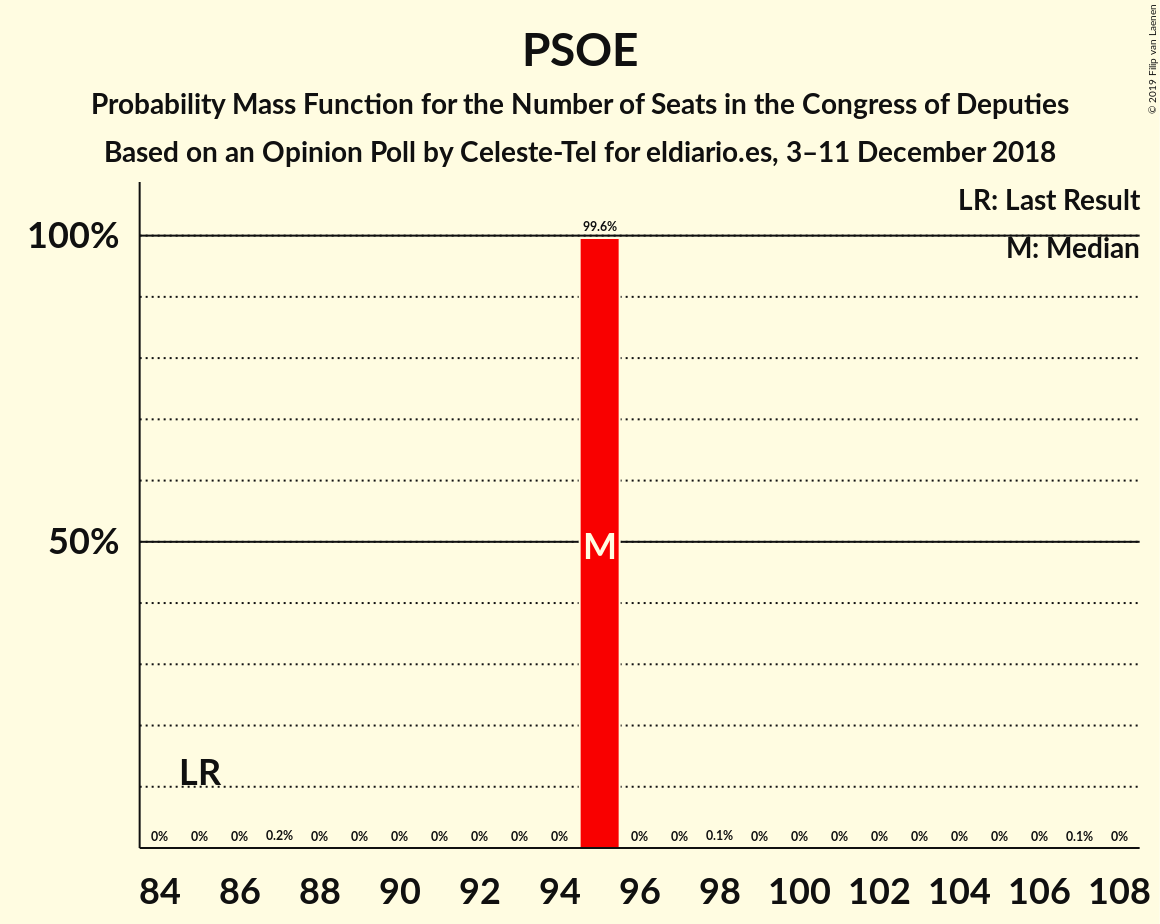 PSOE
Probability Mass Function for the Number of Seats in the Congress of Deputies
Based on an Opinion Poll by Celeste-Tel for eldiario.es, 3–11 December 2018
© 2019 Filip van Laenen
LR: Last Result
M: Median
100%
50%
99.6%
M
LR
0% 0% 0% 0.2% 0% 0% 0% 0% 0% 0% 0% 0% 0% 0.1% 0% 0% 0% 0% 0% 0% 0% 0% 0.1% 0%
84 86 88 90 92 94 96 98 100 102 104 106 108